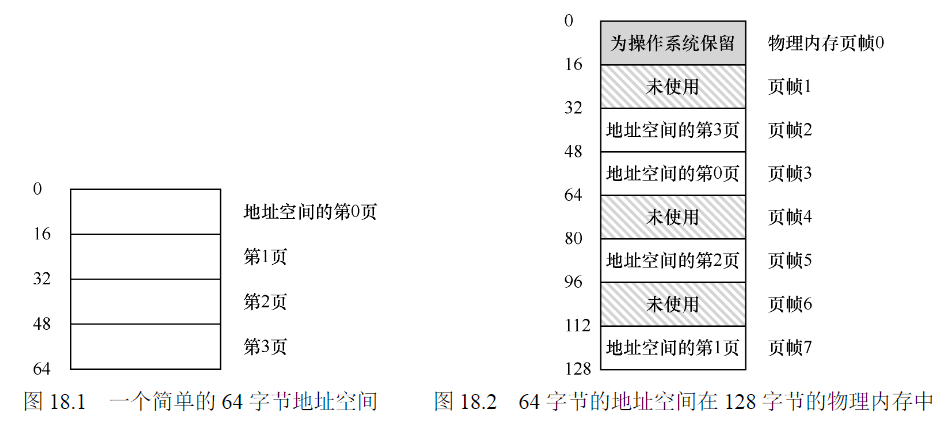 0
地址空间的第0页
16
第1页
32
第2页
48
第3页
64
图 18.1 一个简单的 64 字节地址空间
0
为操作系统保留 物理内存页帧0
16
未使用 页帧1
32
地址空间的第3页 页帧2
48
地址空间的第0页 页帧3
64
未使用 页帧4
80
地址空间的第2页 页帧5
96
未使用 页帧6
112
地址空间的第1页 页帧7
128
图 18.2 64 字节的地址空间在 128 字节的物理内存中